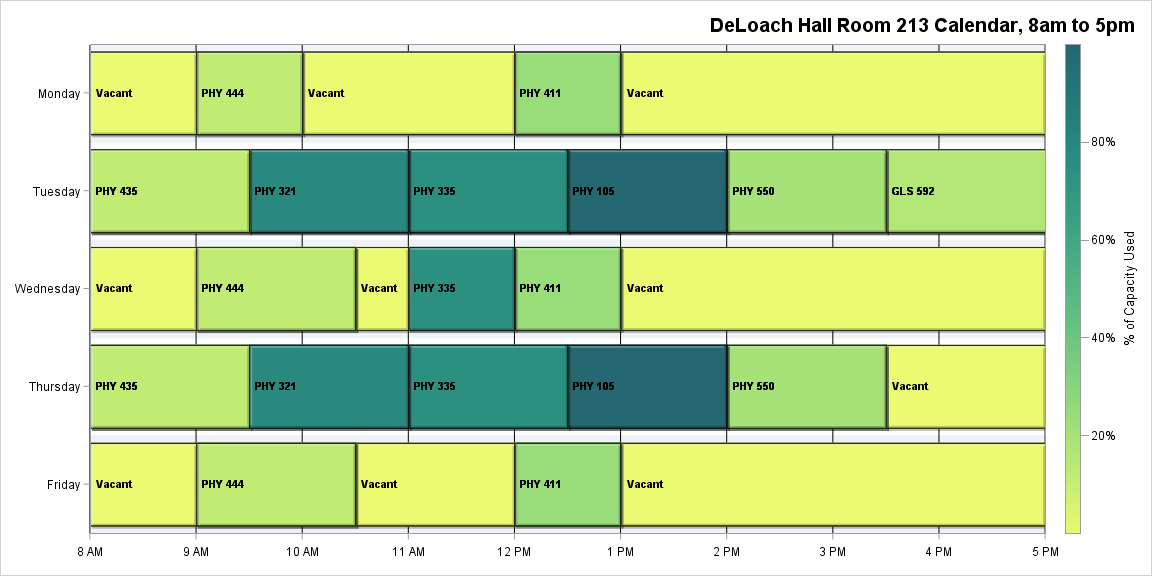 DeLoach Hall Room 213 Calendar, 8am to 5pm
Monday
Vacant
PHY 444
Vacant
PHY 411
Vacant
Tuesday
PHY 435
PHY 321
PHY 335
PHY 105
PHY 550
GLS 592
Wednesday
Vacant
PHY 444
Vacant
PHY 335
PHY 411
Vacant
Thursday
PHY 435
PHY 321
PHY 335
PHY 105
PHY 550
Vacant
Friday
Vacant
PHY 444
Vacant
PHY 411
Vacant
8 AM
9 AM
10 AM
11 AM
12 PM
1 PM
2 PM
3 PM
4 PM
5 PM
80%
60%
40%
20%
% of Capacity Used